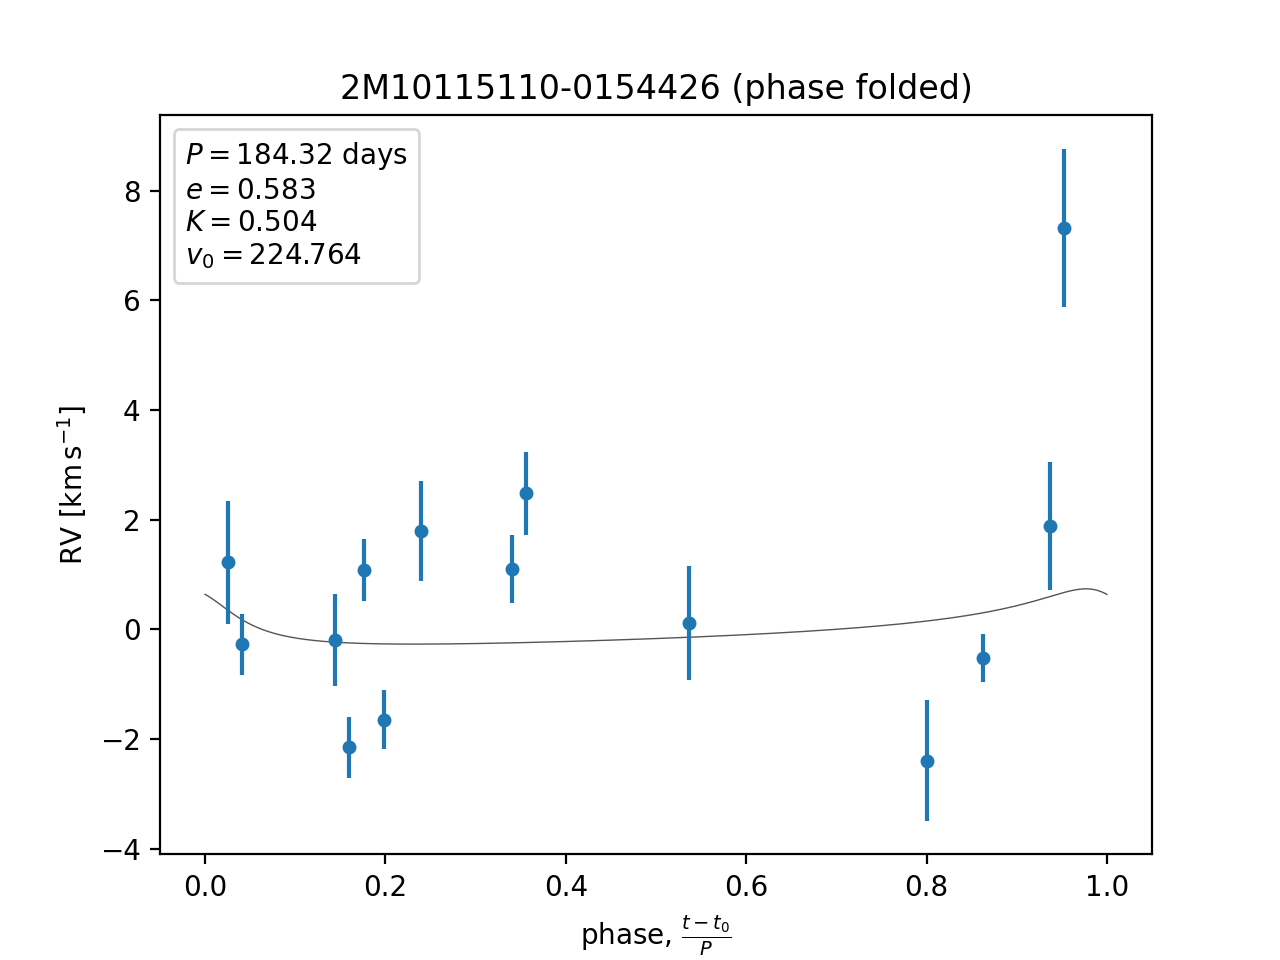 2M10115110-0154426 (phase folded)
P = 184.32 days
e = 0.583
K = 0.504
v₀ = 224.764
8
6
4
2
0
−2
−4
RV [km s⁻¹]
0.0 0.2 0.4 0.6 0.8 1.0
phase, (t − t₀)/P